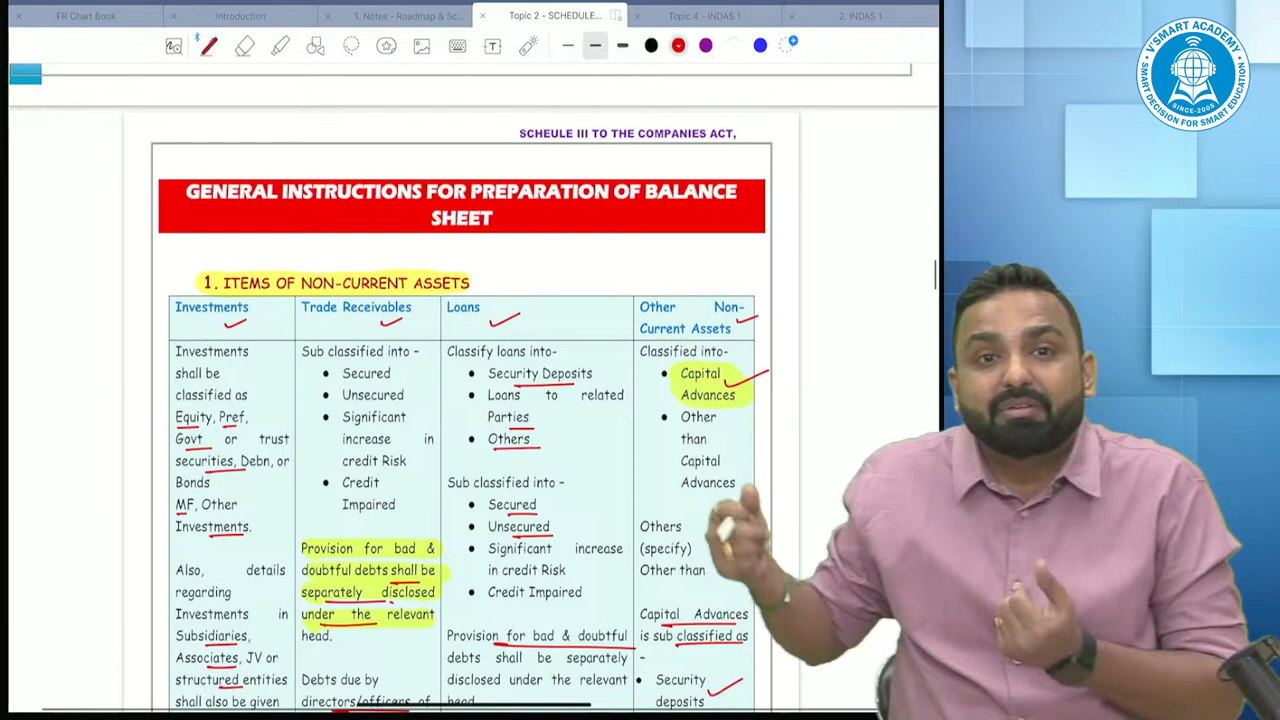 FR Chart Book
Introduction
1. Notes - Roadmap & Sc...
Topic 2 - SCHEDULE...
Topic 4 - INDAS 1
2. INDAS 1
V'SMART ACADEMY
SMART DECISION FOR SMART EDUCATION
SINCE-2005
SCHEULE III TO THE COMPANIES ACT,
GENERAL INSTRUCTIONS FOR PREPARATION OF BALANCE
SHEET
1. ITEMS OF NON-CURRENT ASSETS
Investments
Investments
shall be
classified as
Equity, Pref,
Govt or trust
securities, Debn, or
Bonds
MF, Other
Investments.
Also, details
regarding
Investments in
Subsidiaries,
Associates, JV or
structured entities
shall also be given
Trade Receivables
Sub classified into –
• Secured
• Unsecured
• Significant
increase in
credit Risk
• Credit
Impaired
Provision for bad &
doubtful debts shall be
separately disclosed
under the relevant
head.
Debts due by
directors/officers of
Loans
Classify loans into-
• Security Deposits
• Loans to related
Parties
• Others
Sub classified into –
• Secured
• Unsecured
• Significant increase
in credit Risk
• Credit Impaired
Provision for bad & doubtful
debts shall be separately
disclosed under the relevant
head.
Other Non-
Current Assets
Classified into-
• Capital
Advances
• Other
than
Capital
Advances
Others
(specify)
Other than
Capital Advances
is sub classified as
–
• Security
deposits